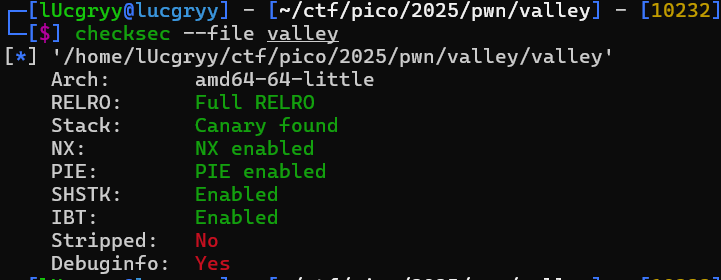 [lUcgryy@lucgryy] - [~/ctf/pico/2025/pwn/valley] - [10232]
[$] checksec --file valley
[*] '/home/lUcgryy/ctf/pico/2025/pwn/valley/valley'
Arch: amd64-64-little
RELRO: Full RELRO
Stack: Canary found
NX: NX enabled
PIE: PIE enabled
SHSTK: Enabled
IBT: Enabled
Stripped: No
Debuginfo: Yes